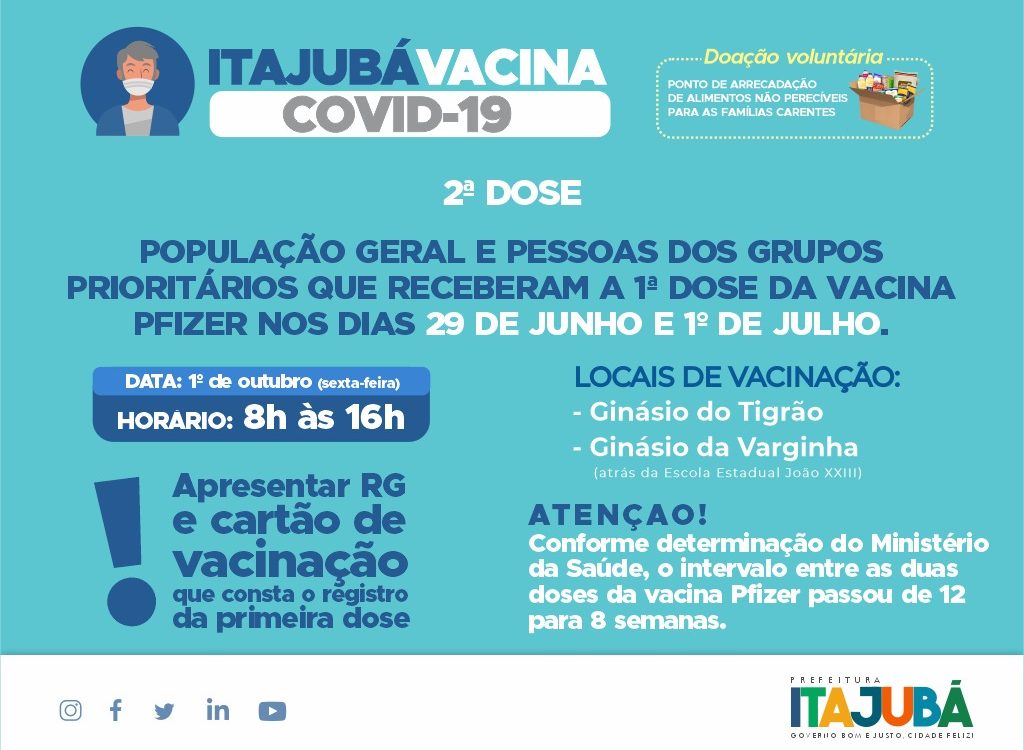 ITAJUBÁVACINA
COVID-19
Doação voluntária
PONTO DE ARRECADAÇÃO
DE ALIMENTOS NÃO PERECÍVEIS
PARA AS FAMÍLIAS CARENTES
2ª DOSE
POPULAÇÃO GERAL E PESSOAS DOS GRUPOS
PRIORITÁRIOS QUE RECEBERAM A 1ª DOSE DA VACINA
PFIZER NOS DIAS 29 DE JUNHO E 1º DE JULHO.
DATA: 1º de outubro (sexta-feira)
HORÁRIO: 8h às 16h
LOCAIS DE VACINAÇÃO:
- Ginásio do Tigrão
- Ginásio da Varginha
(atrás da Escola Estadual João XXIII)
Apresentar RG
e cartão de
vacinação
que consta o registro
da primeira dose
ATENÇAO!
Conforme determinação do Ministério
da Saúde, o intervalo entre as duas
doses da vacina Pfizer passou de 12
para 8 semanas.
PREFEITURA
ITAJUBÁ
GOVERNO BOM E JUSTO, CIDADE FELIZ!